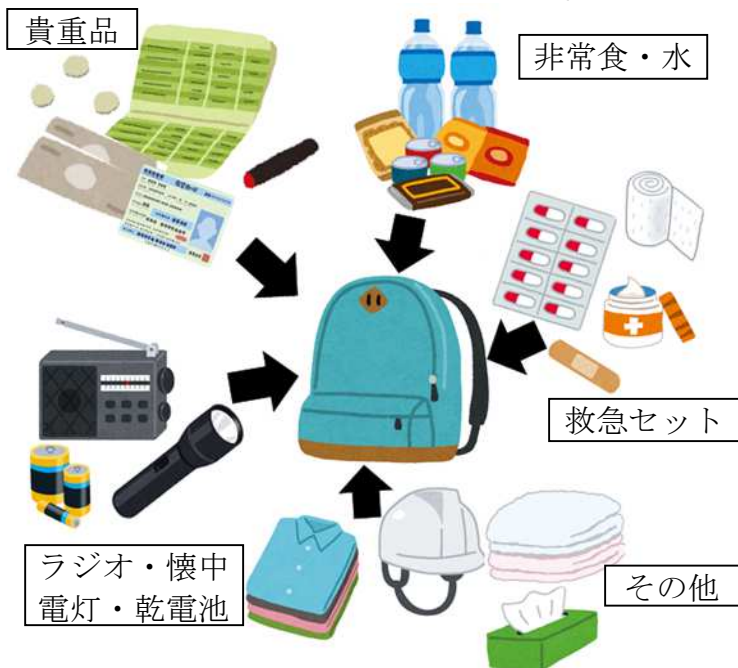 貴重品
非常食・水
救急セット
ラジオ・懐中
電灯・乾電池
その他